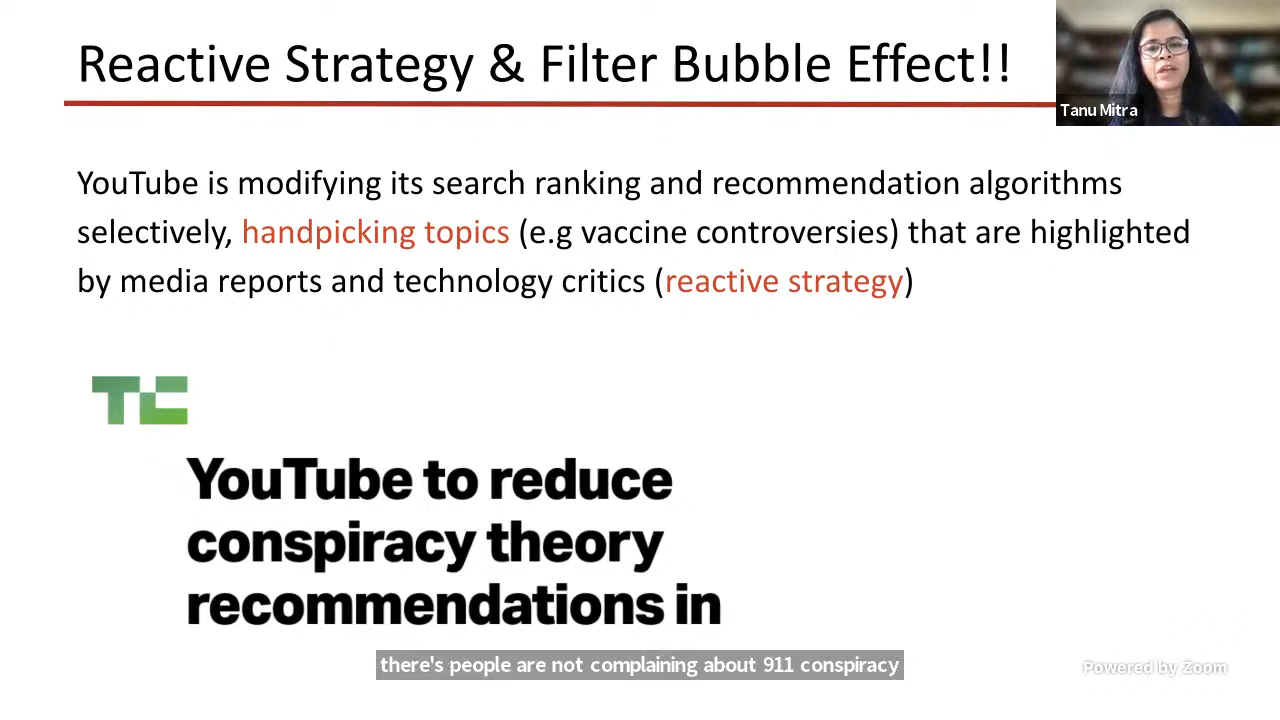 Reactive Strategy & Filter Bubble Effect!!
Tanu Mitra
YouTube is modifying its search ranking and recommendation algorithms
selectively, handpicking topics (e.g vaccine controversies) that are highlighted
by media reports and technology critics (reactive strategy)
TC
YouTube to reduce
conspiracy theory
recommendations in
there's people are not complaining about 911 conspiracy
Powered by Zoom